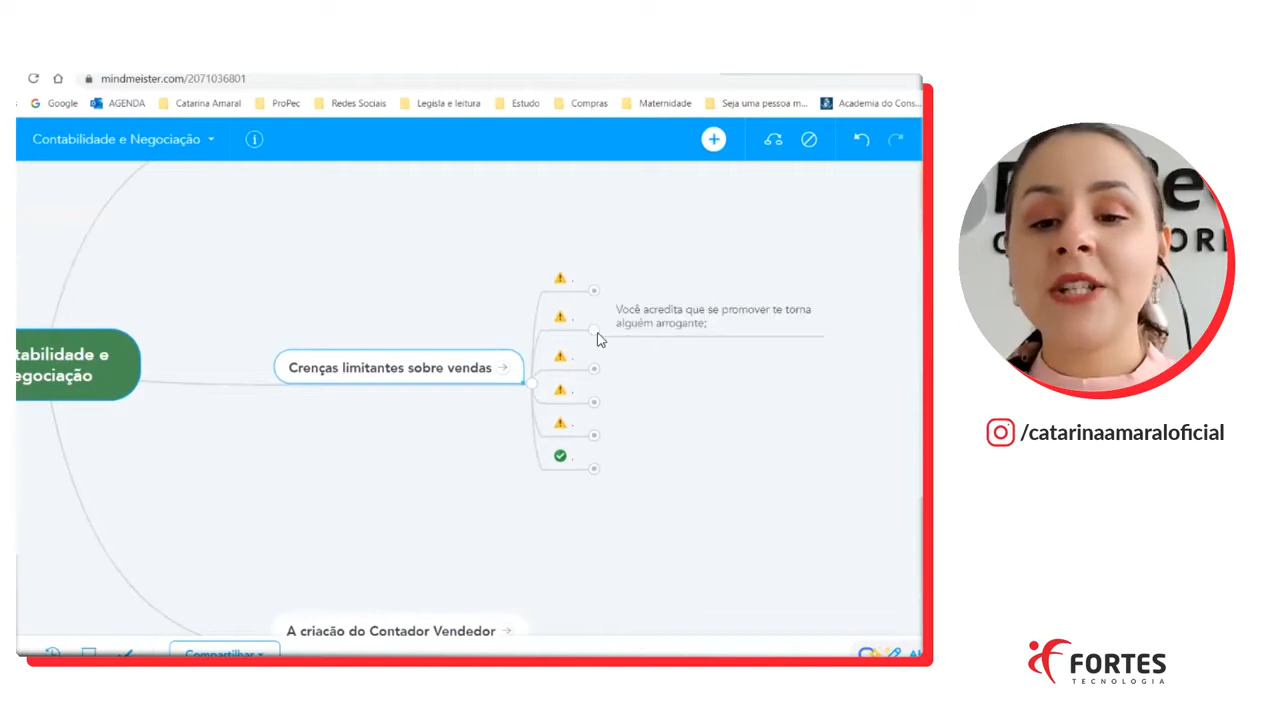 mindmeister.com/2071036801
Google AGENDA Catarina Amaral ProPec Redes Sociais Legisla e leitura Estudo Compras Maternidade Seja uma pessoa m... Academia do Cons...
Contabilidade e Negociação
Você acredita que se promover te torna
alguém arrogante;
tabilidade e
egociação
Crenças limitantes sobre vendas
A criação do Contador Vendedor
Compartilhar
/catarinaamaraloficial
FORTES
TECNOLOGIA